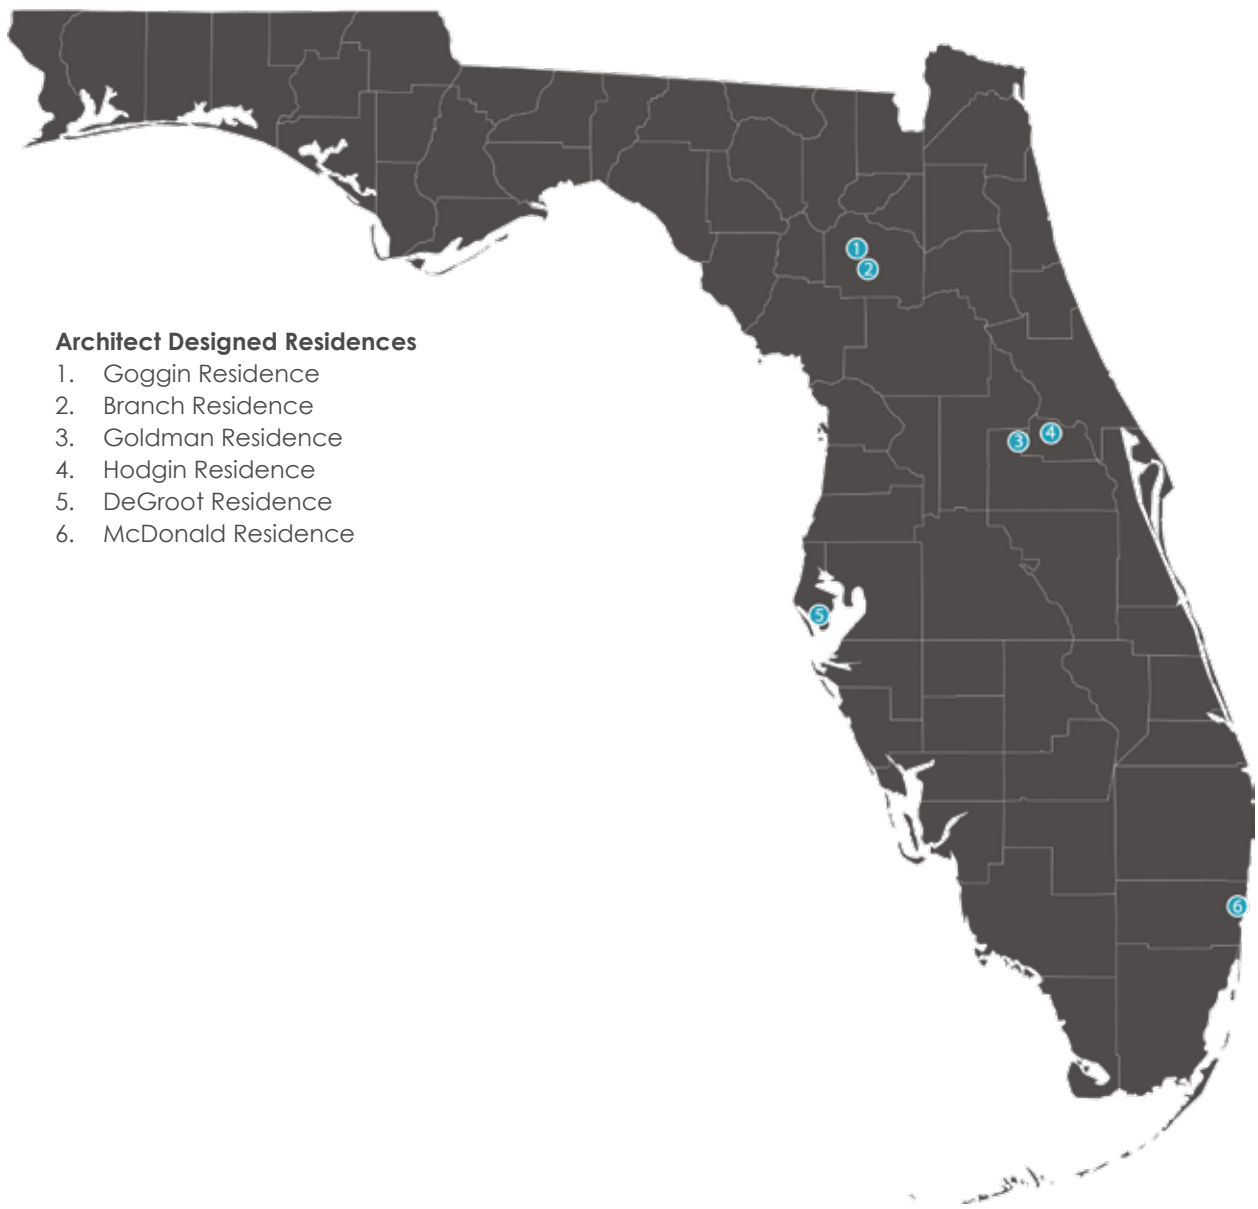 1
2
Architect Designed Residences
1. Goggin Residence
2. Branch Residence
3. Goldman Residence
4. Hodgin Residence
5. DeGroot Residence
6. McDonald Residence
3
4
5
6